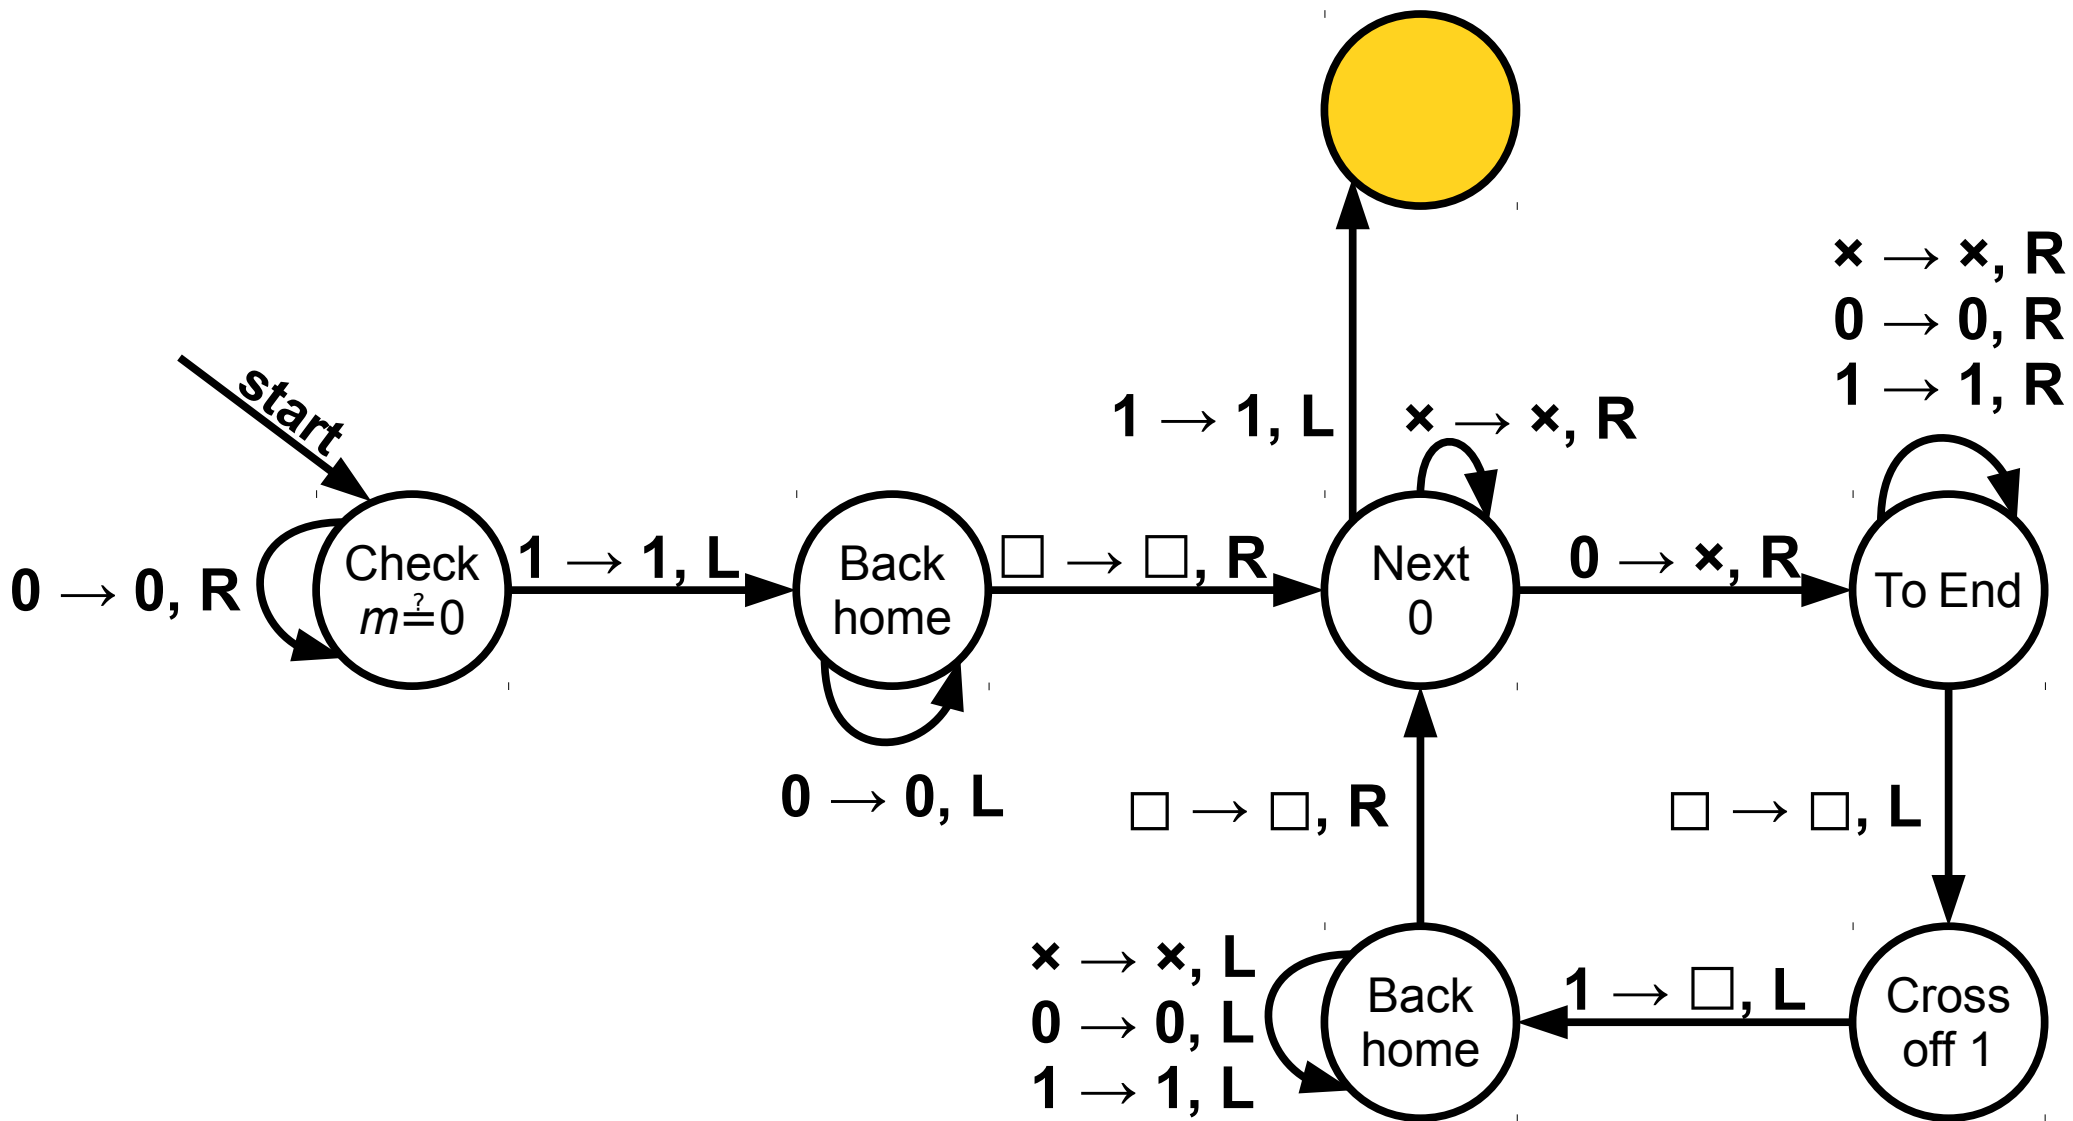 × → ×, R
0 → 0, R
1 → 1, R
start
1 → 1, L
× → ×, R
0 → 0, R
Check
m≟0
1 → 1, L
Back
home
□ → □, R
Next
0
0 → ×, R
To End
0 → 0, L
□ → □, R
□ → □, L
× → ×, L
0 → 0, L
1 → 1, L
Back
home
1 → □, L
Cross
off 1